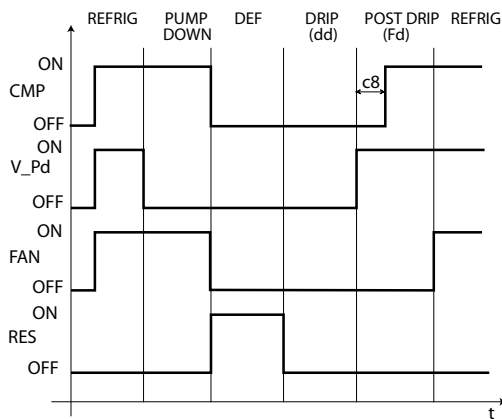 REFRIG PUMP DOWN DEF DRIP (dd) POST DRIP (Fd) REFRIG
ON
CMP
OFF
c8
ON
V_Pd
OFF
ON
FAN
OFF
ON
RES
OFF
t